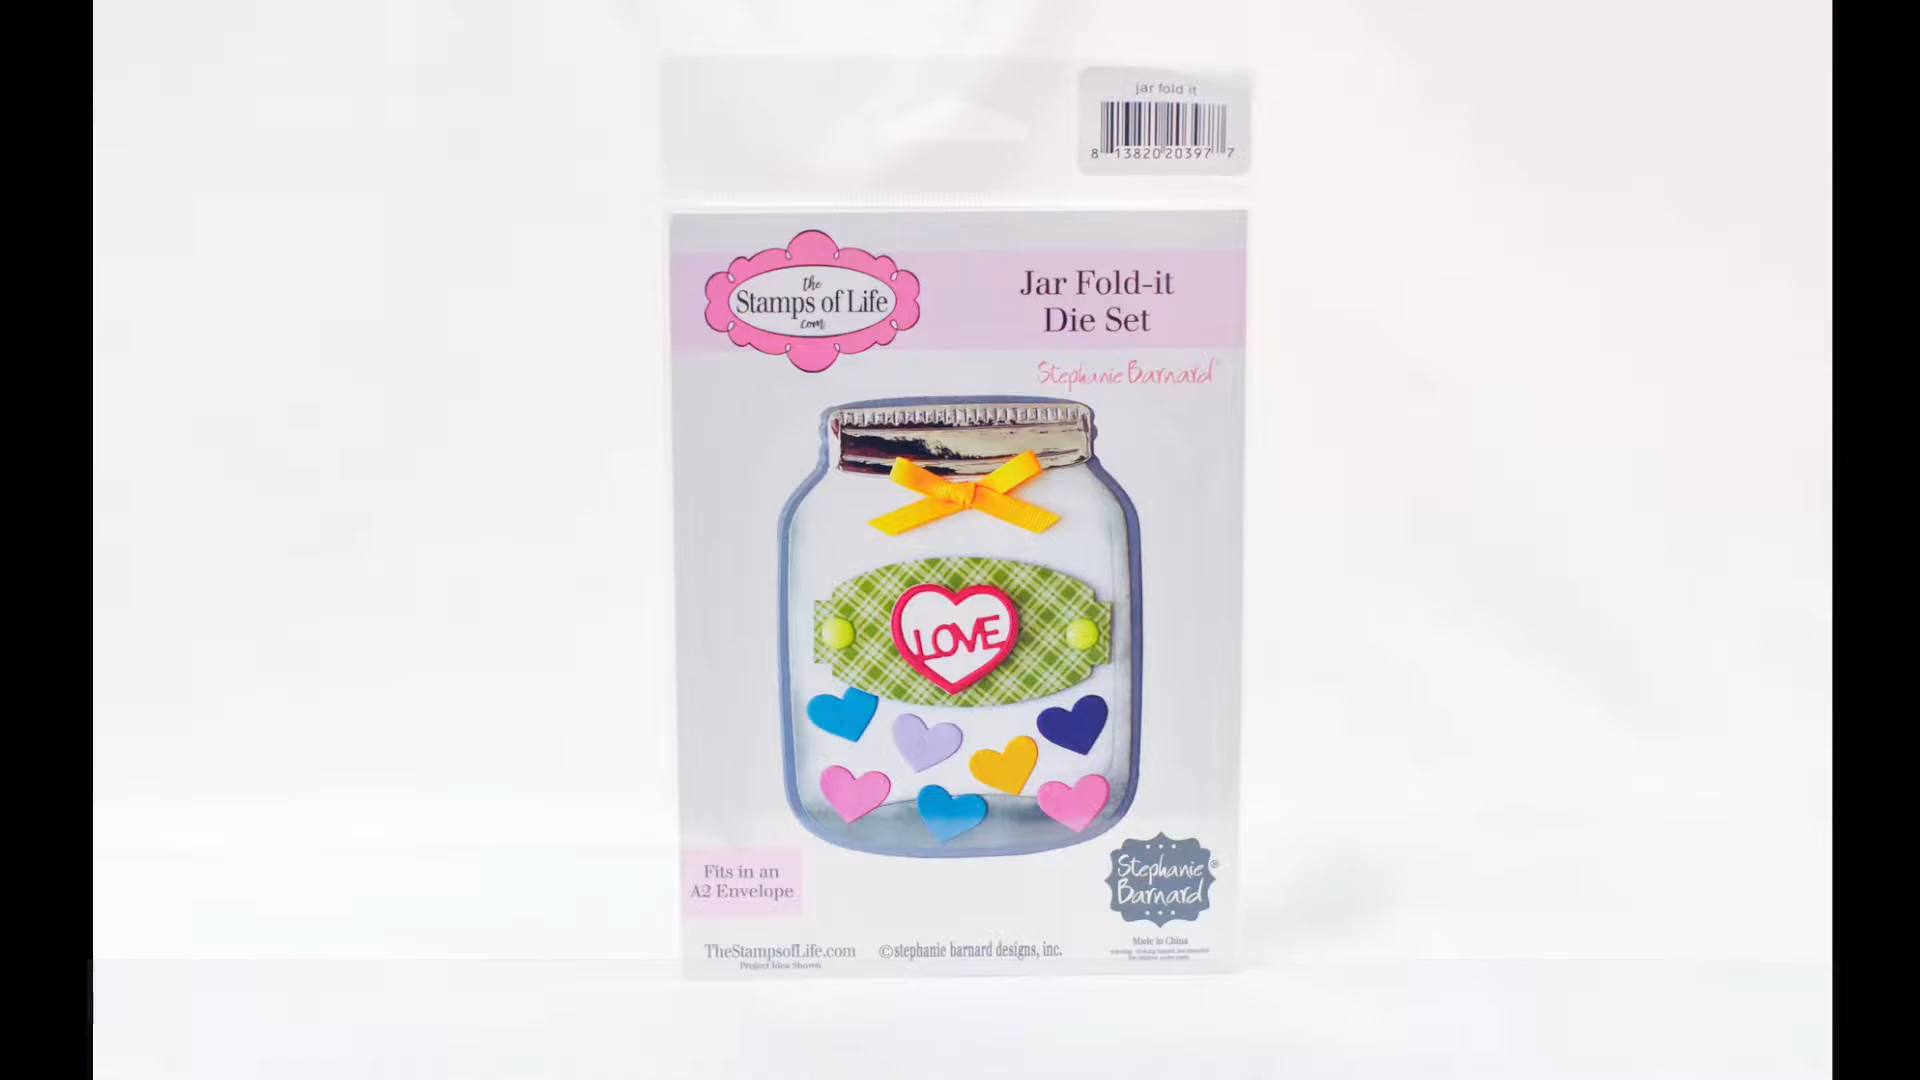 jar fold it
8 13820 20397 7
the
Stamps of Life
.com
Jar Fold-it
Die Set
Stephanie Barnard
LOVE
Fits in an
A2 Envelope
Stephanie®
Barnard
TheStampsofLife.com ©stephanie barnard designs, inc.
Project Idea Shown
Made in China